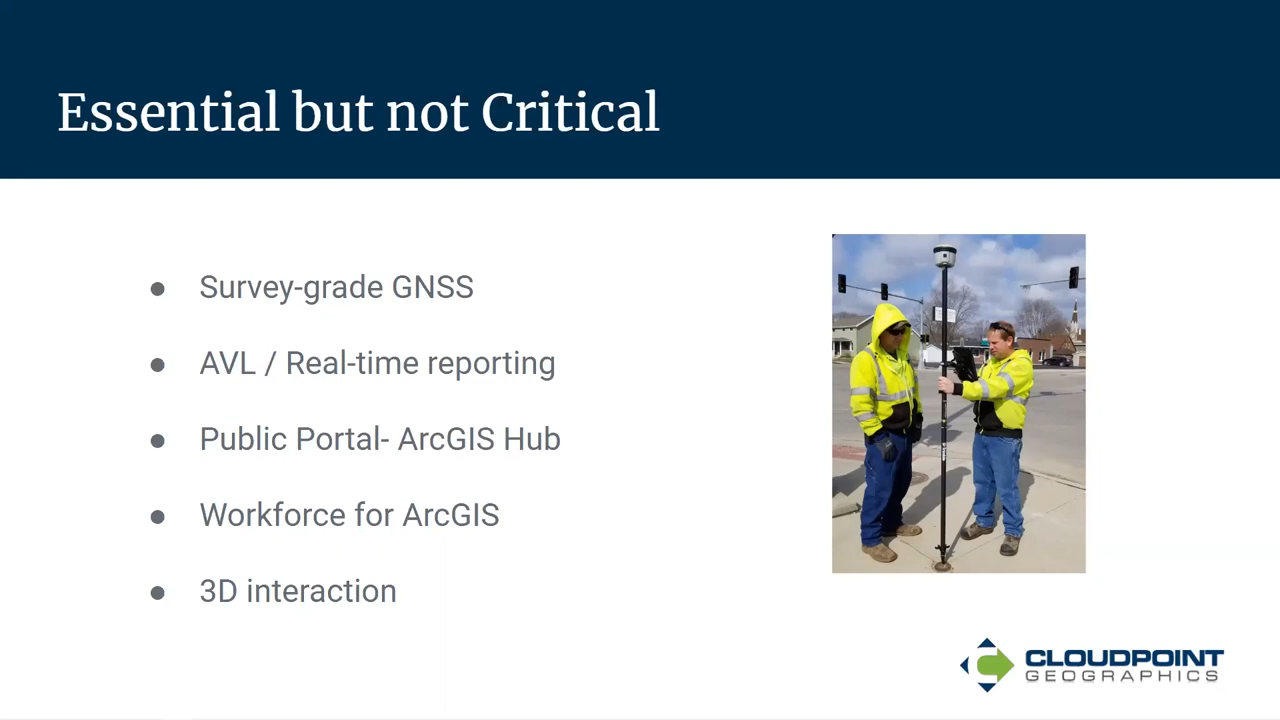 Essential but not Critical
● Survey-grade GNSS
● AVL / Real-time reporting
● Public Portal- ArcGIS Hub
● Workforce for ArcGIS
● 3D interaction
CLOUDPOINT
GEOGRAPHICS